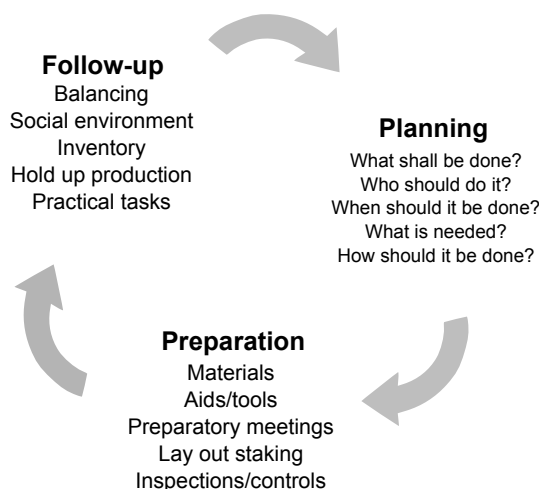 Follow-up
Balancing
Social environment
Inventory
Hold up production
Practical tasks
Planning
What shall be done?
Who should do it?
When should it be done?
What is needed?
How should it be done?
Preparation
Materials
Aids/tools
Preparatory meetings
Lay out staking
Inspections/controls